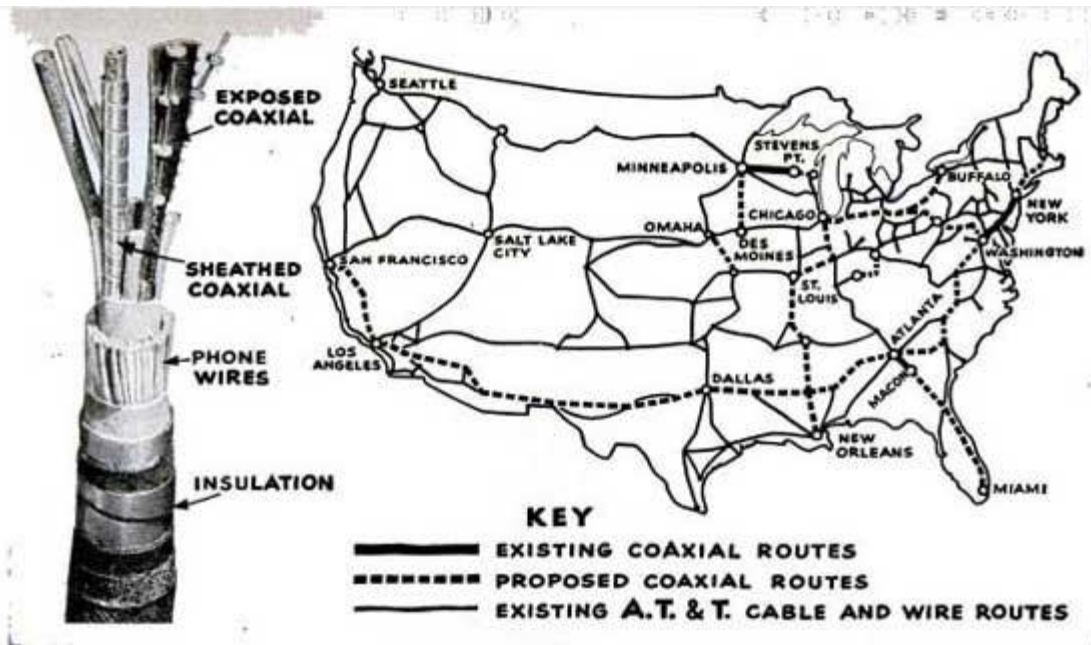 EXPOSED
COAXIAL
SHEATHED
COAXIAL
PHONE
WIRES
INSULATION
SEATTLE
STEVENS
PT.
MINNEAPOLIS
BUFFALO
NEW
YORK
CHICAGO
OMAHA
DES
MOINES
WASHINGTON
SALT LAKE
CITY
SAN FRANCISCO
ST.
LOUIS
ATLANTA
LOS
ANGELES
DALLAS
MACON
NEW
ORLEANS
MIAMI
KEY
EXISTING COAXIAL ROUTES
PROPOSED COAXIAL ROUTES
EXISTING A.T. & T. CABLE AND WIRE ROUTES